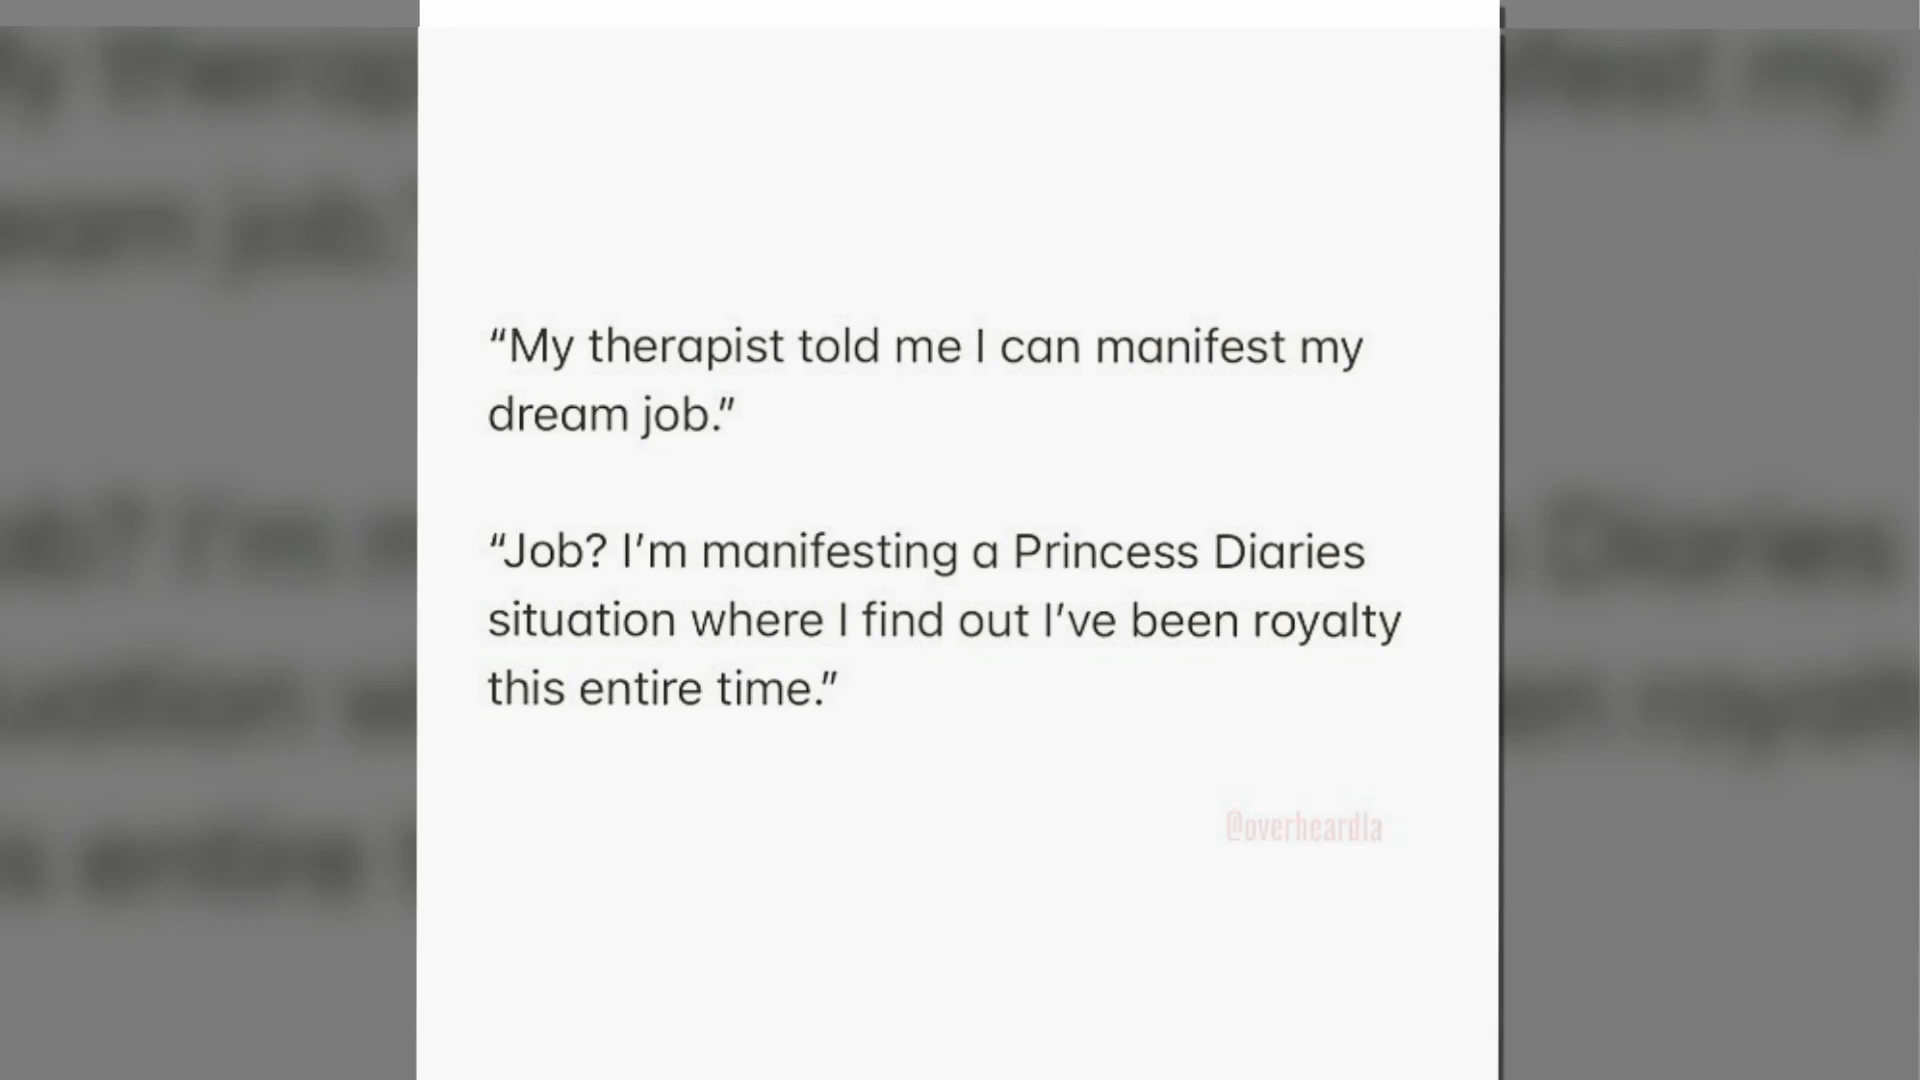 “My therapist told me I can manifest my
dream job.”
“Job? I’m manifesting a Princess Diaries
situation where I find out I’ve been royalty
this entire time.”
@overheardla